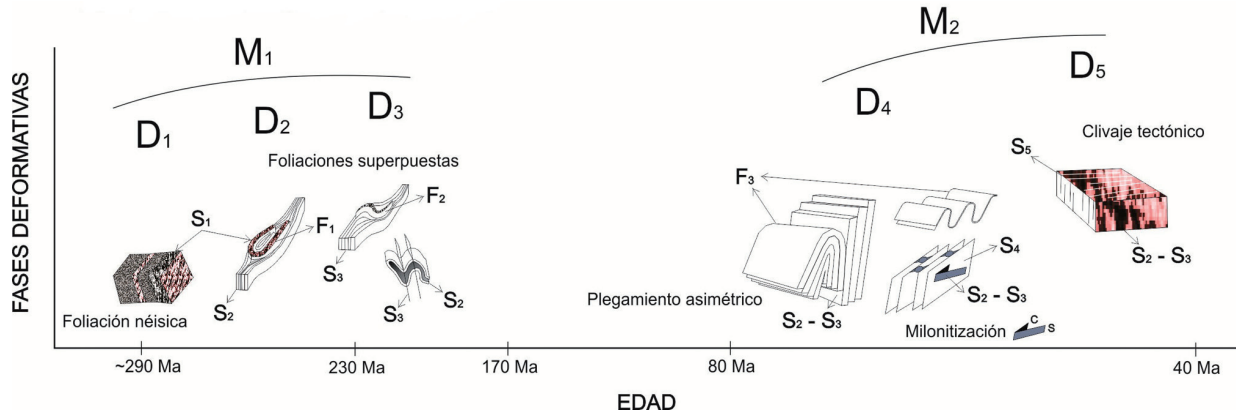 FASES DEFORMATIVAS
M1
D1
D2
D3
Foliaciones superpuestas
S1
F1
F2
S3
S2
S3
S2
Foliación néisica
M2
D4
D5
Clivaje tectónico
S5
F3
S4
S2 - S3
S2 - S3
S2 - S3
Plegamiento asimétrico
Milonitización
C
S
~290 Ma
230 Ma
170 Ma
80 Ma
40 Ma
EDAD